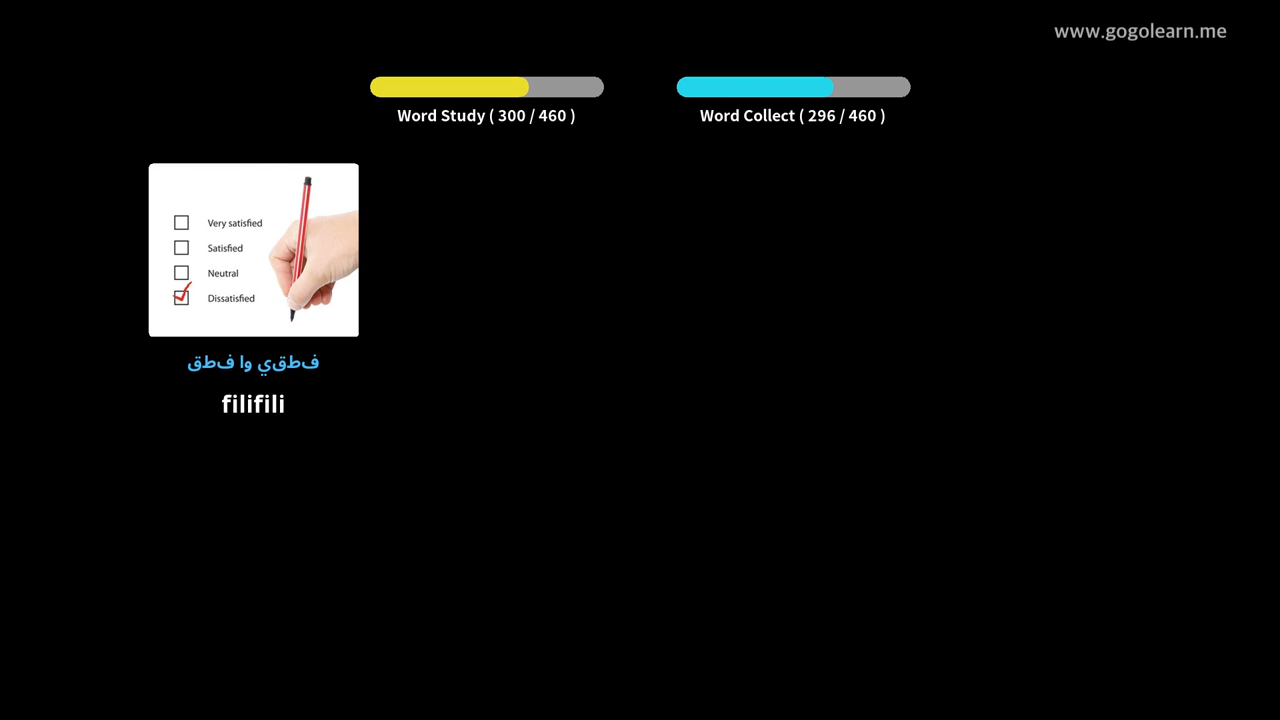 www.gogolearn.me
Word Study ( 300 / 460 )
Word Collect ( 296 / 460 )
Very satisfied
Satisfied
Neutral
Dissatisfied
فطقي وا فطق
filifili